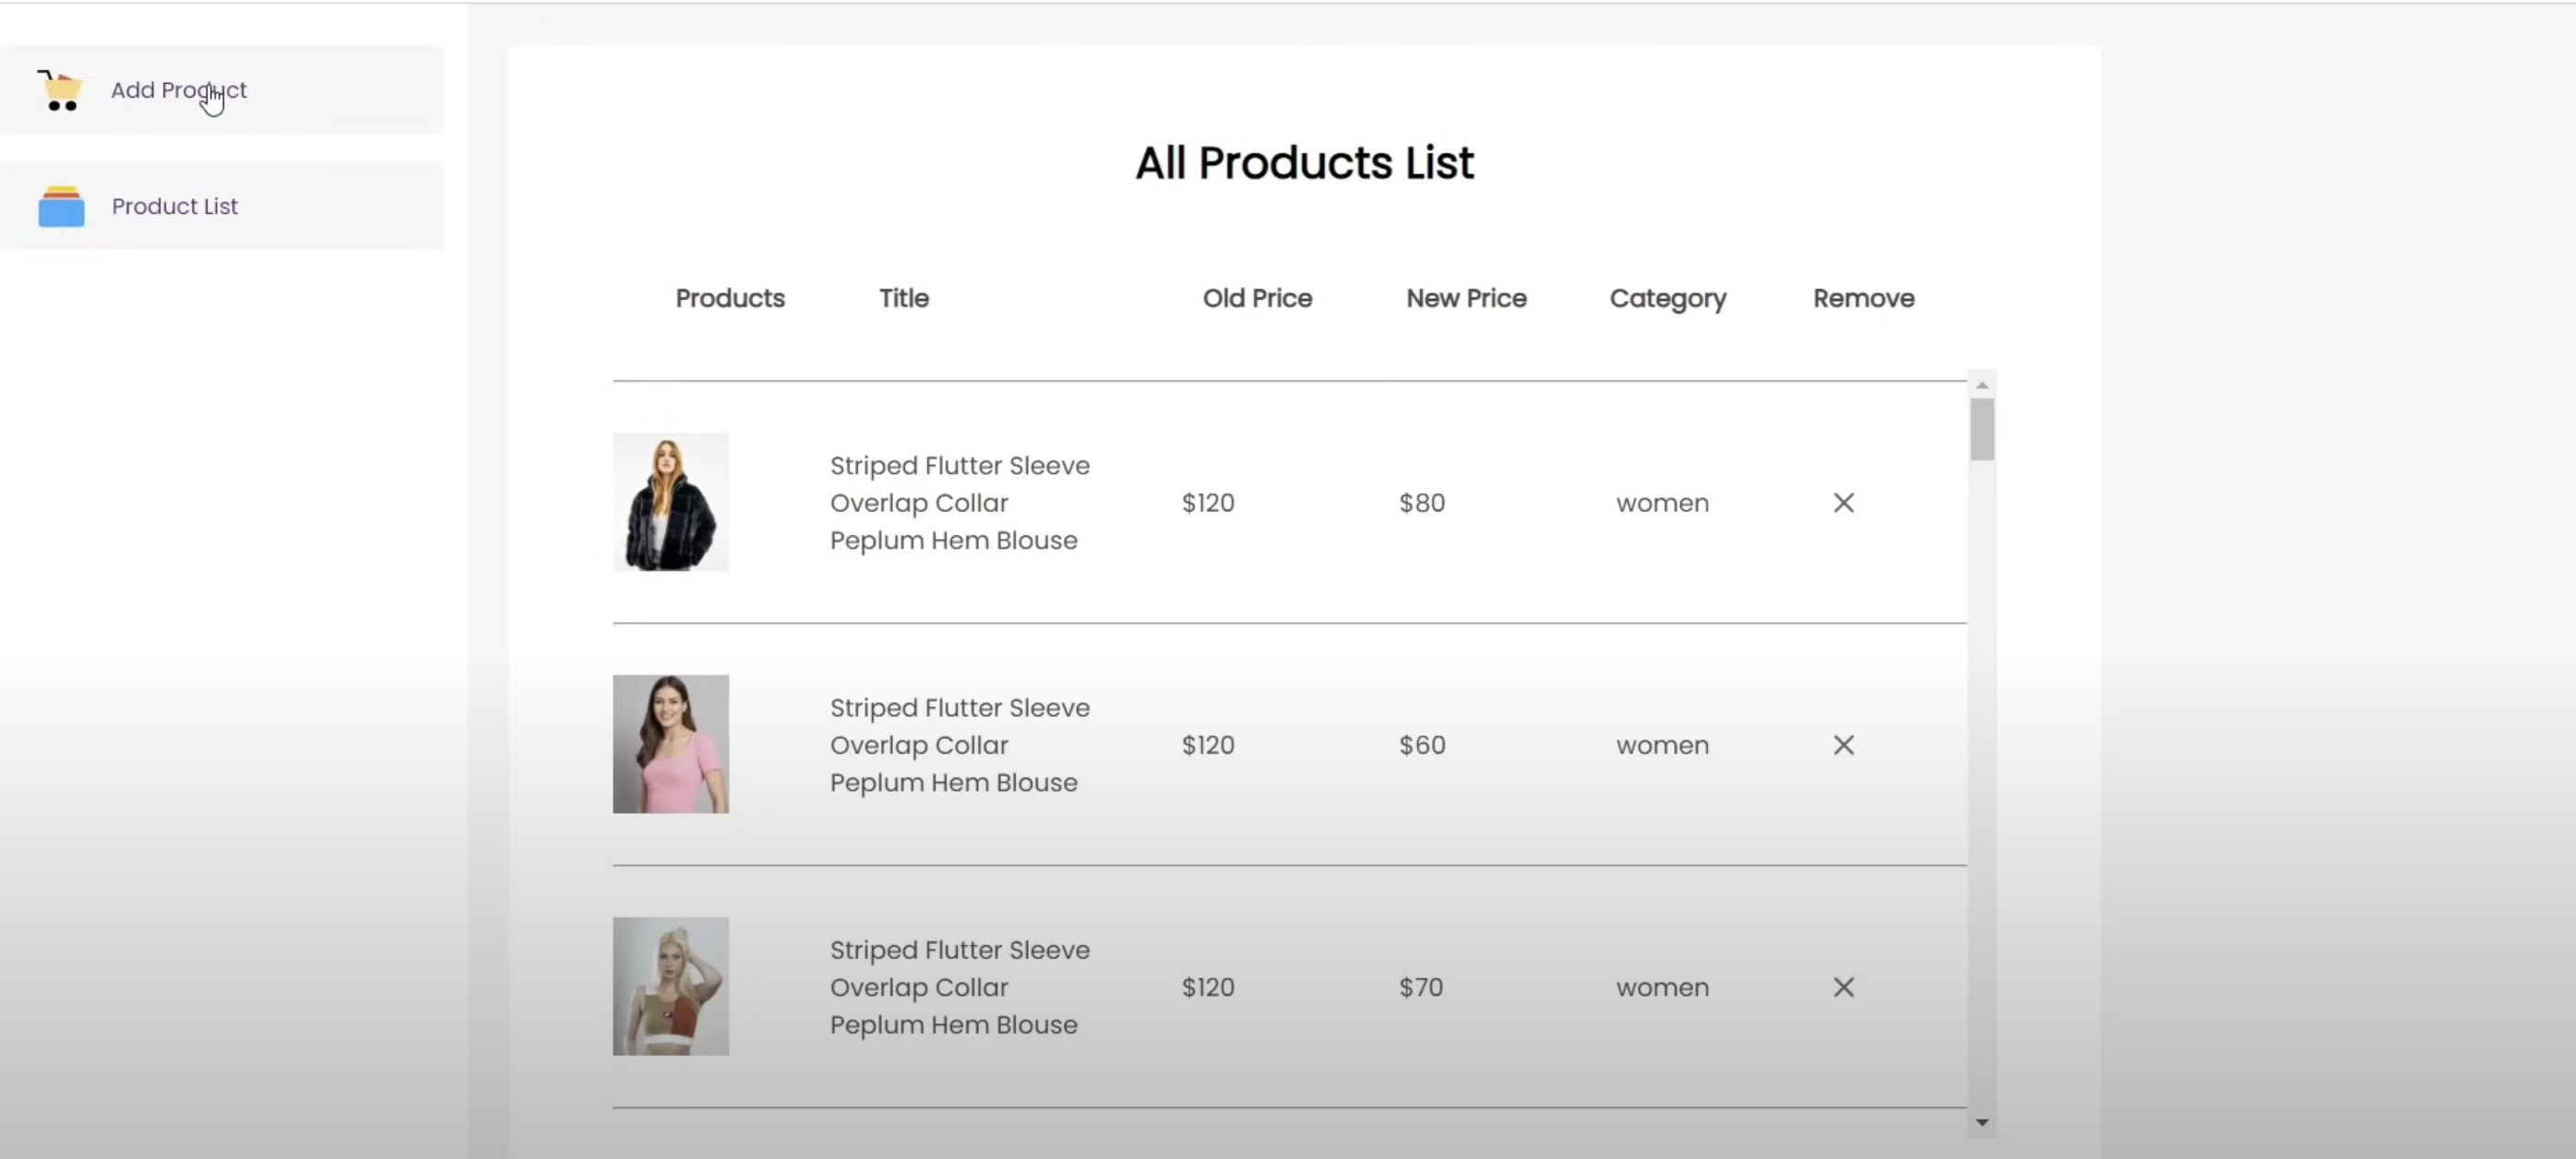 Add Product
Product List
All Products List
Products Title Old Price New Price Category Remove
Striped Flutter Sleeve
Overlap Collar
Peplum Hem Blouse
$120 $80 women
Striped Flutter Sleeve
Overlap Collar
Peplum Hem Blouse
$120 $60 women
Striped Flutter Sleeve
Overlap Collar
Peplum Hem Blouse
$120 $70 women